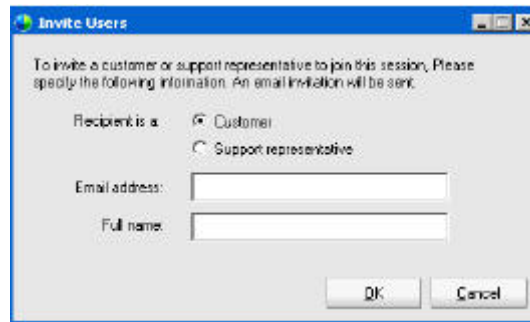 Invite Users
To invite a customer or support representative to join this session, Please
specify the following information. An email invitation will be sent.
Recipient is a: Customer
Support representative
Email address:
Full name:
OK Cancel